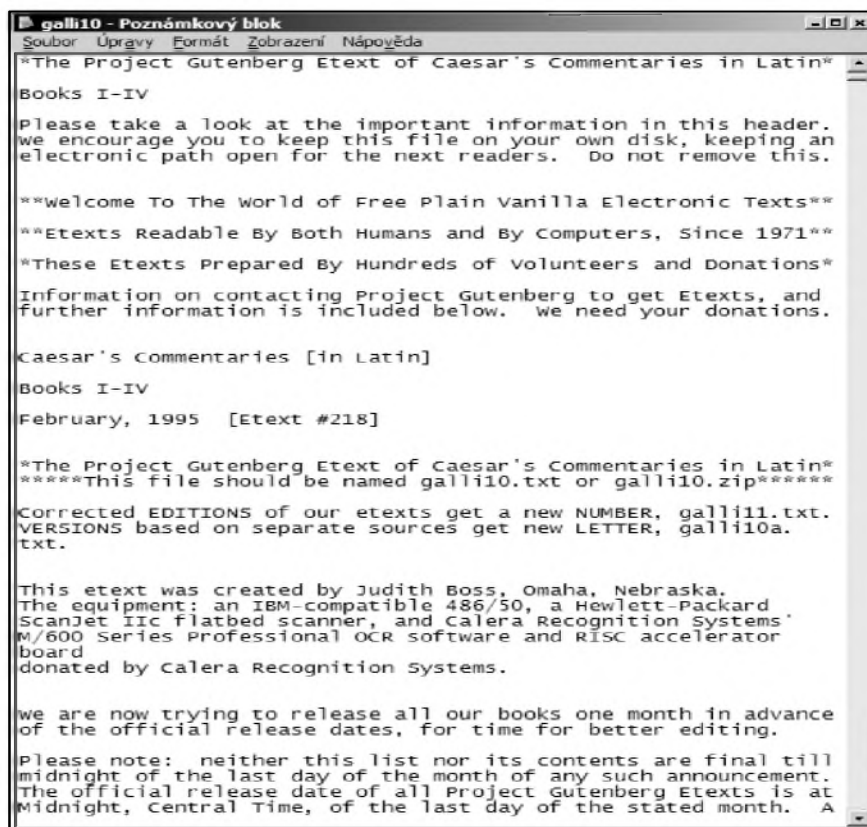 galli10 - Poznámkový blok
Soubor Úpravy Formát Zobrazení Nápověda
*The Project Gutenberg Etext of Caesar's Commentaries in Latin*
Books I-IV
Please take a look at the important information in this header.
We encourage you to keep this file on your own disk, keeping an
electronic path open for the next readers.  Do not remove this.
**Welcome To The World of Free Plain Vanilla Electronic Texts**
**Etexts Readable By Both Humans and By Computers, Since 1971**
*These Etexts Prepared By Hundreds of Volunteers and Donations*
Information on contacting Project Gutenberg to get Etexts, and
further information is included below.  We need your donations.
Caesar's Commentaries [in Latin]
Books I-IV
February, 1995  [Etext #218]
*The Project Gutenberg Etext of Caesar's Commentaries in Latin*
*****This file should be named galli10.txt or galli10.zip******
Corrected EDITIONS of our etexts get a new NUMBER, galli11.txt.
VERSIONS based on separate sources get new LETTER, galli10a.
txt.
This etext was created by Judith Boss, Omaha, Nebraska.
The equipment: an IBM-compatible 486/50, a Hewlett-Packard
ScanJet IIc flatbed scanner, and Calera Recognition Systems'
M/600 Series Professional OCR software and RISC accelerator
board
donated by Calera Recognition Systems.
We are now trying to release all our books one month in advance
of the official release dates, for time for better editing.
Please note:  neither this list nor its contents are final till
midnight of the last day of the month of any such announcement.
The official release date of all Project Gutenberg Etexts is at
Midnight, Central Time, of the last day of the stated month.  A